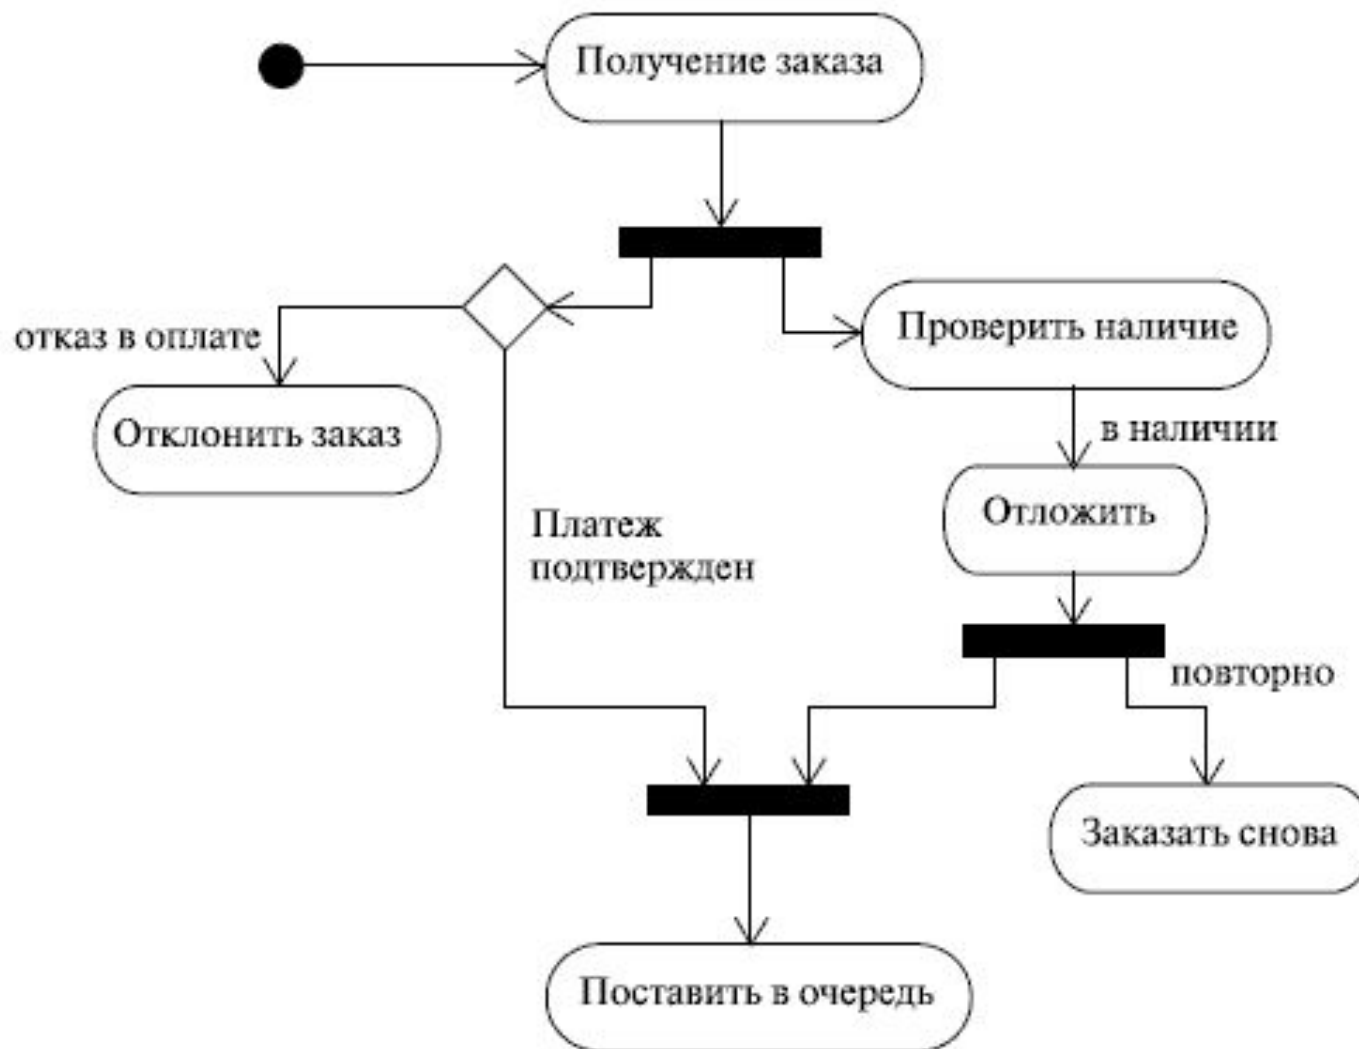 Получение заказа
отказ в оплате
Проверить наличие
Отклонить заказ
в наличии
Отложить
Платеж
подтвержден
повторно
Заказать снова
Поставить в очередь